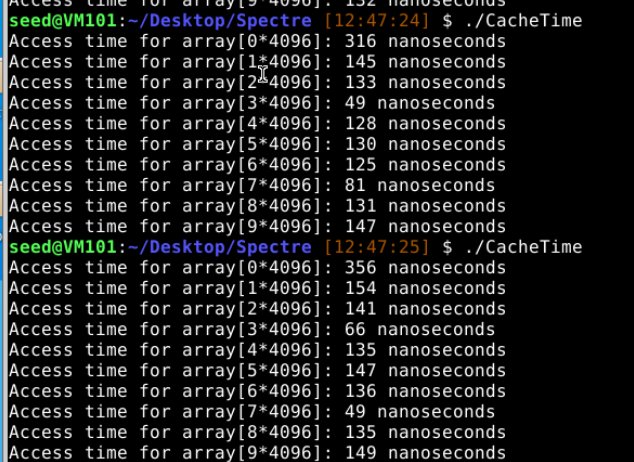 Access time for array[9*4096]: 132 nanoseconds
seed@VM101:~/Desktop/Spectre [12:47:24] $ ./CacheTime
Access time for array[0*4096]: 316 nanoseconds
Access time for array[1*4096]: 145 nanoseconds
Access time for array[2*4096]: 133 nanoseconds
Access time for array[3*4096]: 49 nanoseconds
Access time for array[4*4096]: 128 nanoseconds
Access time for array[5*4096]: 130 nanoseconds
Access time for array[6*4096]: 125 nanoseconds
Access time for array[7*4096]: 81 nanoseconds
Access time for array[8*4096]: 131 nanoseconds
Access time for array[9*4096]: 147 nanoseconds
seed@VM101:~/Desktop/Spectre [12:47:25] $ ./CacheTime
Access time for array[0*4096]: 356 nanoseconds
Access time for array[1*4096]: 154 nanoseconds
Access time for array[2*4096]: 141 nanoseconds
Access time for array[3*4096]: 66 nanoseconds
Access time for array[4*4096]: 135 nanoseconds
Access time for array[5*4096]: 147 nanoseconds
Access time for array[6*4096]: 136 nanoseconds
Access time for array[7*4096]: 49 nanoseconds
Access time for array[8*4096]: 135 nanoseconds
Access time for array[9*4096]: 149 nanoseconds